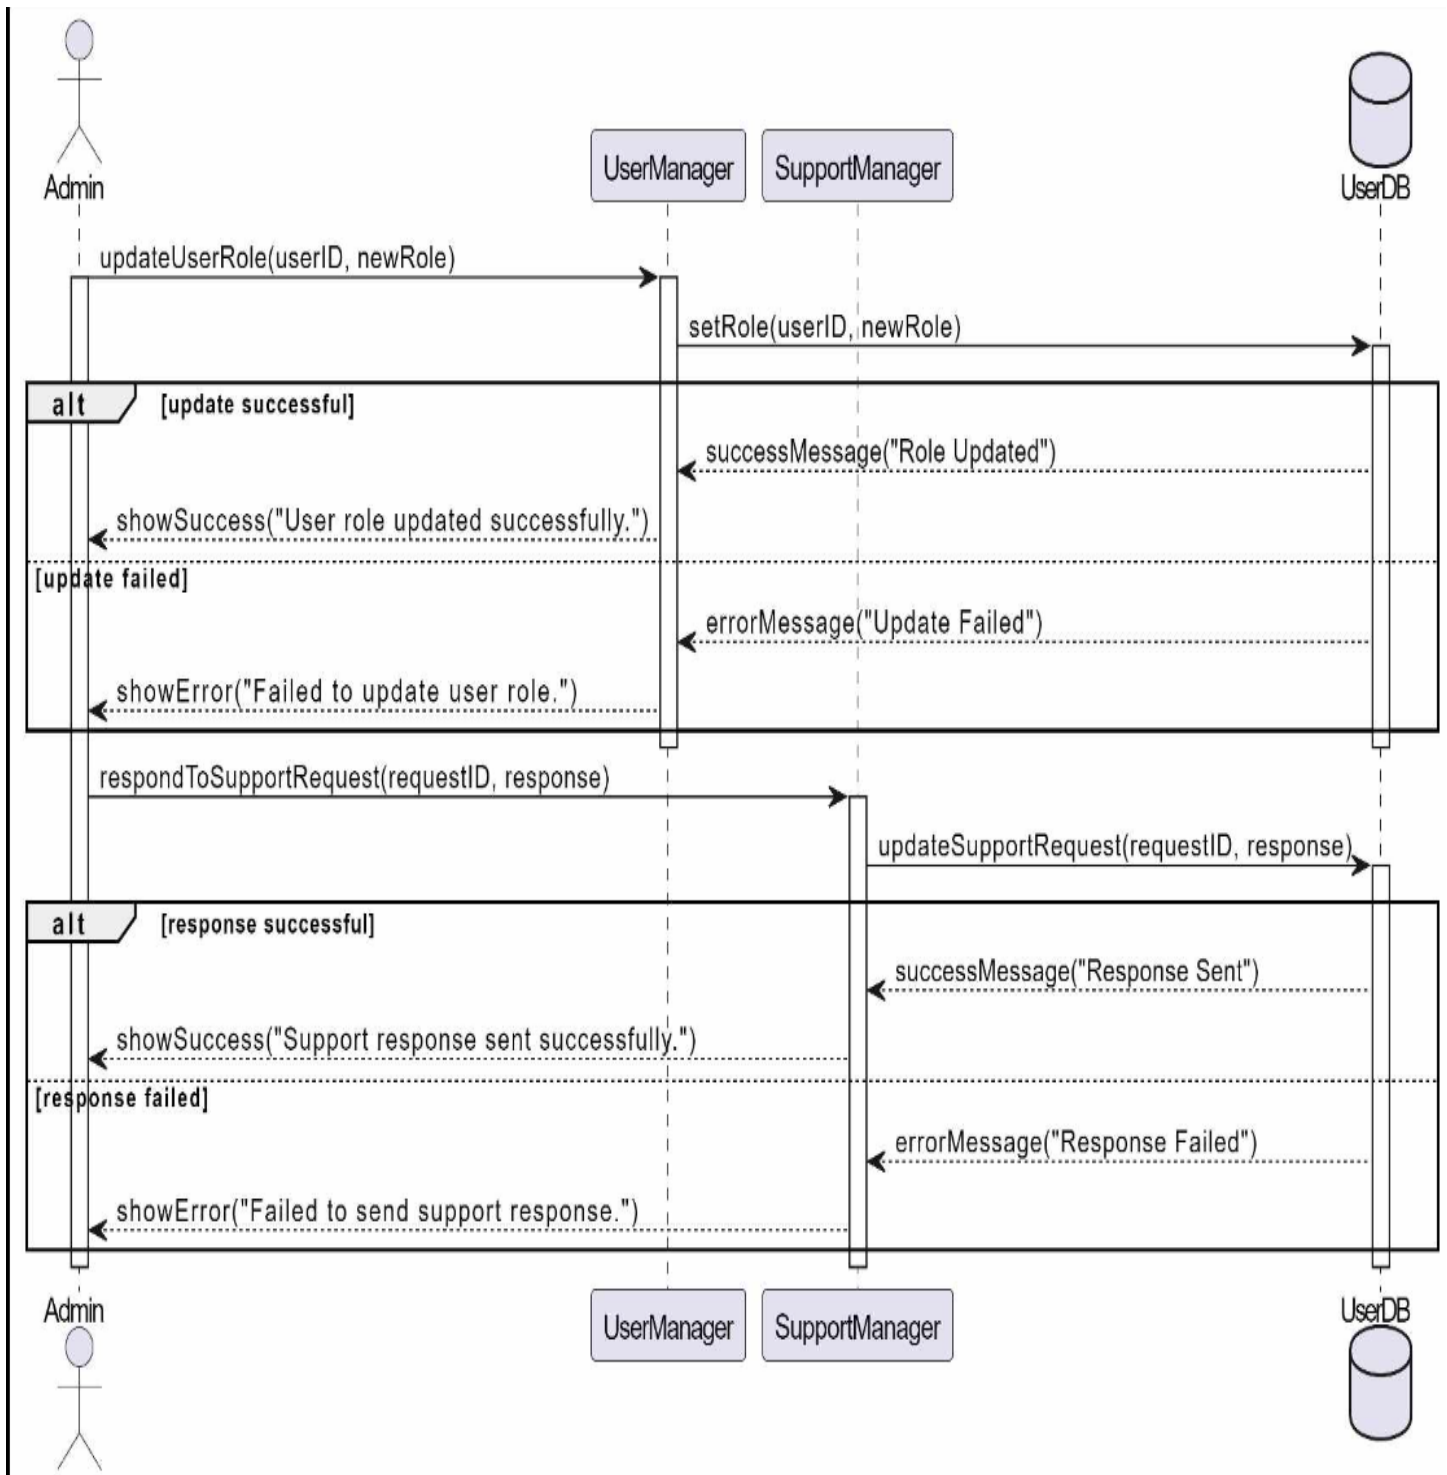 Admin
UserManager
SupportManager
UserDB
updateUserRole(userID, newRole)
setRole(userID, newRole)
alt
[update successful]
successMessage("Role Updated")
showSuccess("User role updated successfully.")
[update failed]
errorMessage("Update Failed")
showError("Failed to update user role.")
respondToSupportRequest(requestID, response)
updateSupportRequest(requestID, response)
alt
[response successful]
successMessage("Response Sent")
showSuccess("Support response sent successfully.")
[response failed]
errorMessage("Response Failed")
showError("Failed to send support response.")
Admin
UserManager
SupportManager
UserDB